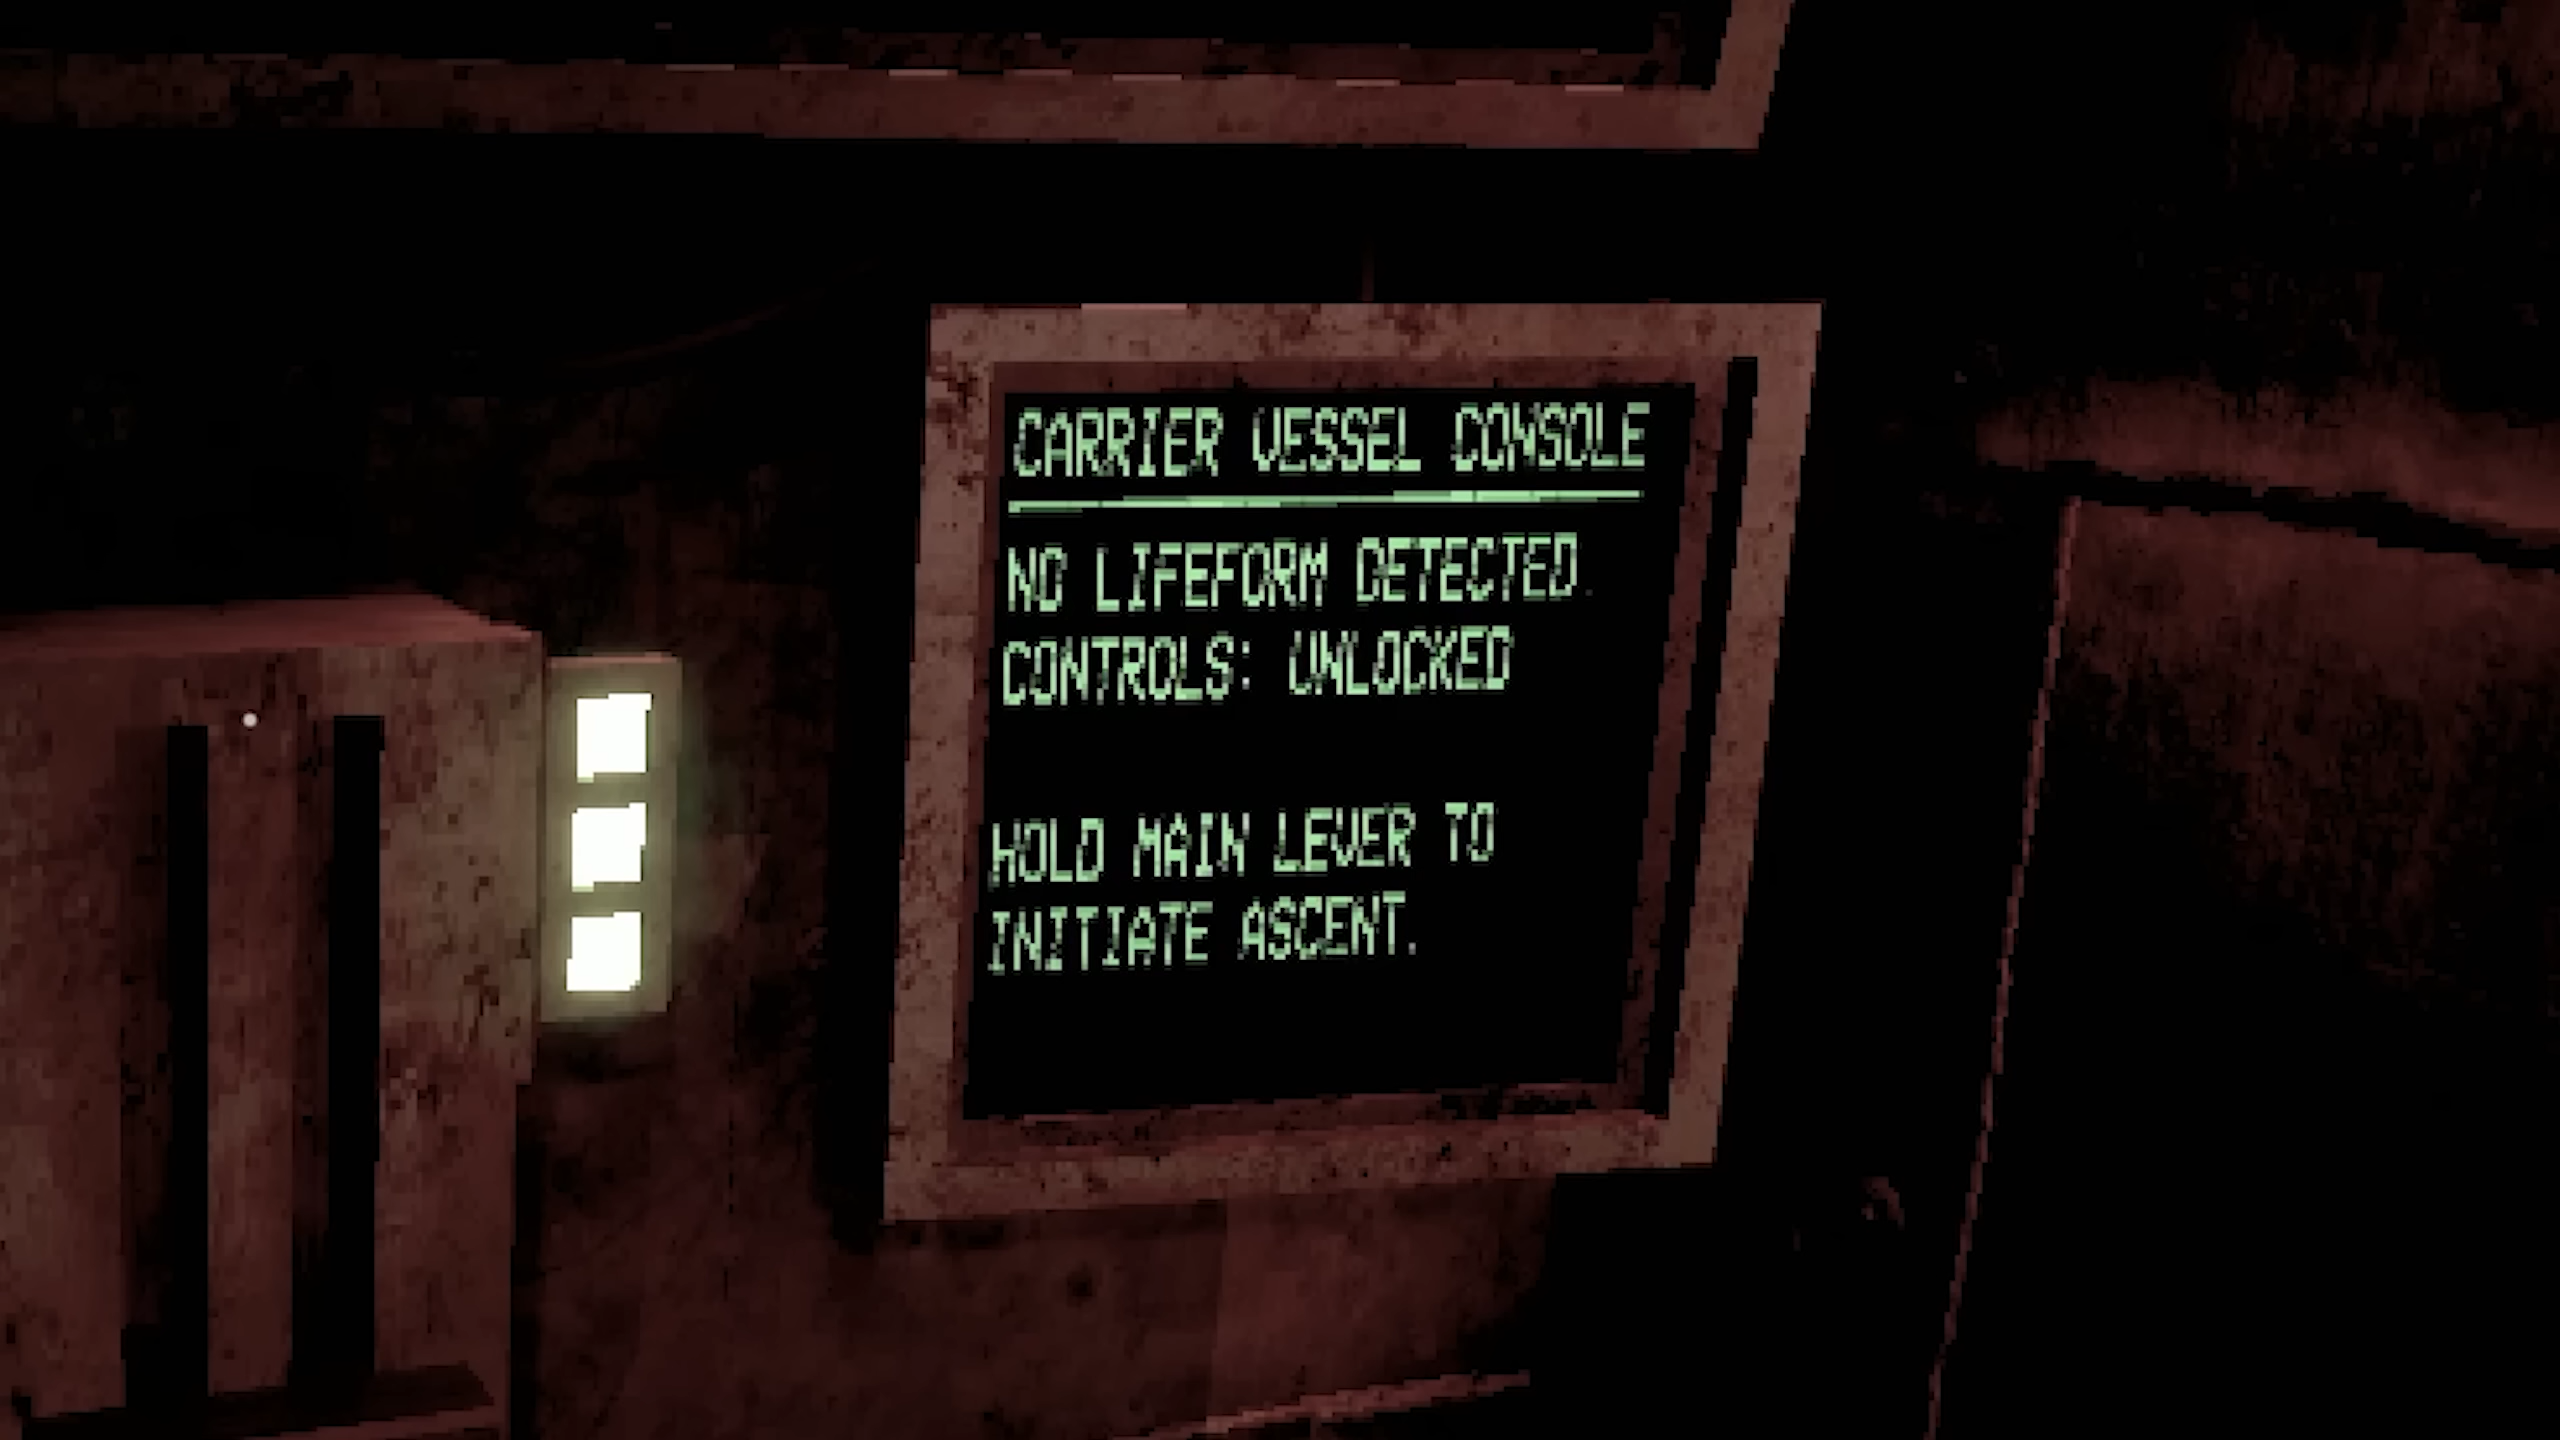 CARRIER VESSEL CONSOLE
NO LIFEFORM DETECTED.
CONTROLS: UNLOCKED
HOLD MAIN LEVER TO
INITIATE ASCENT.